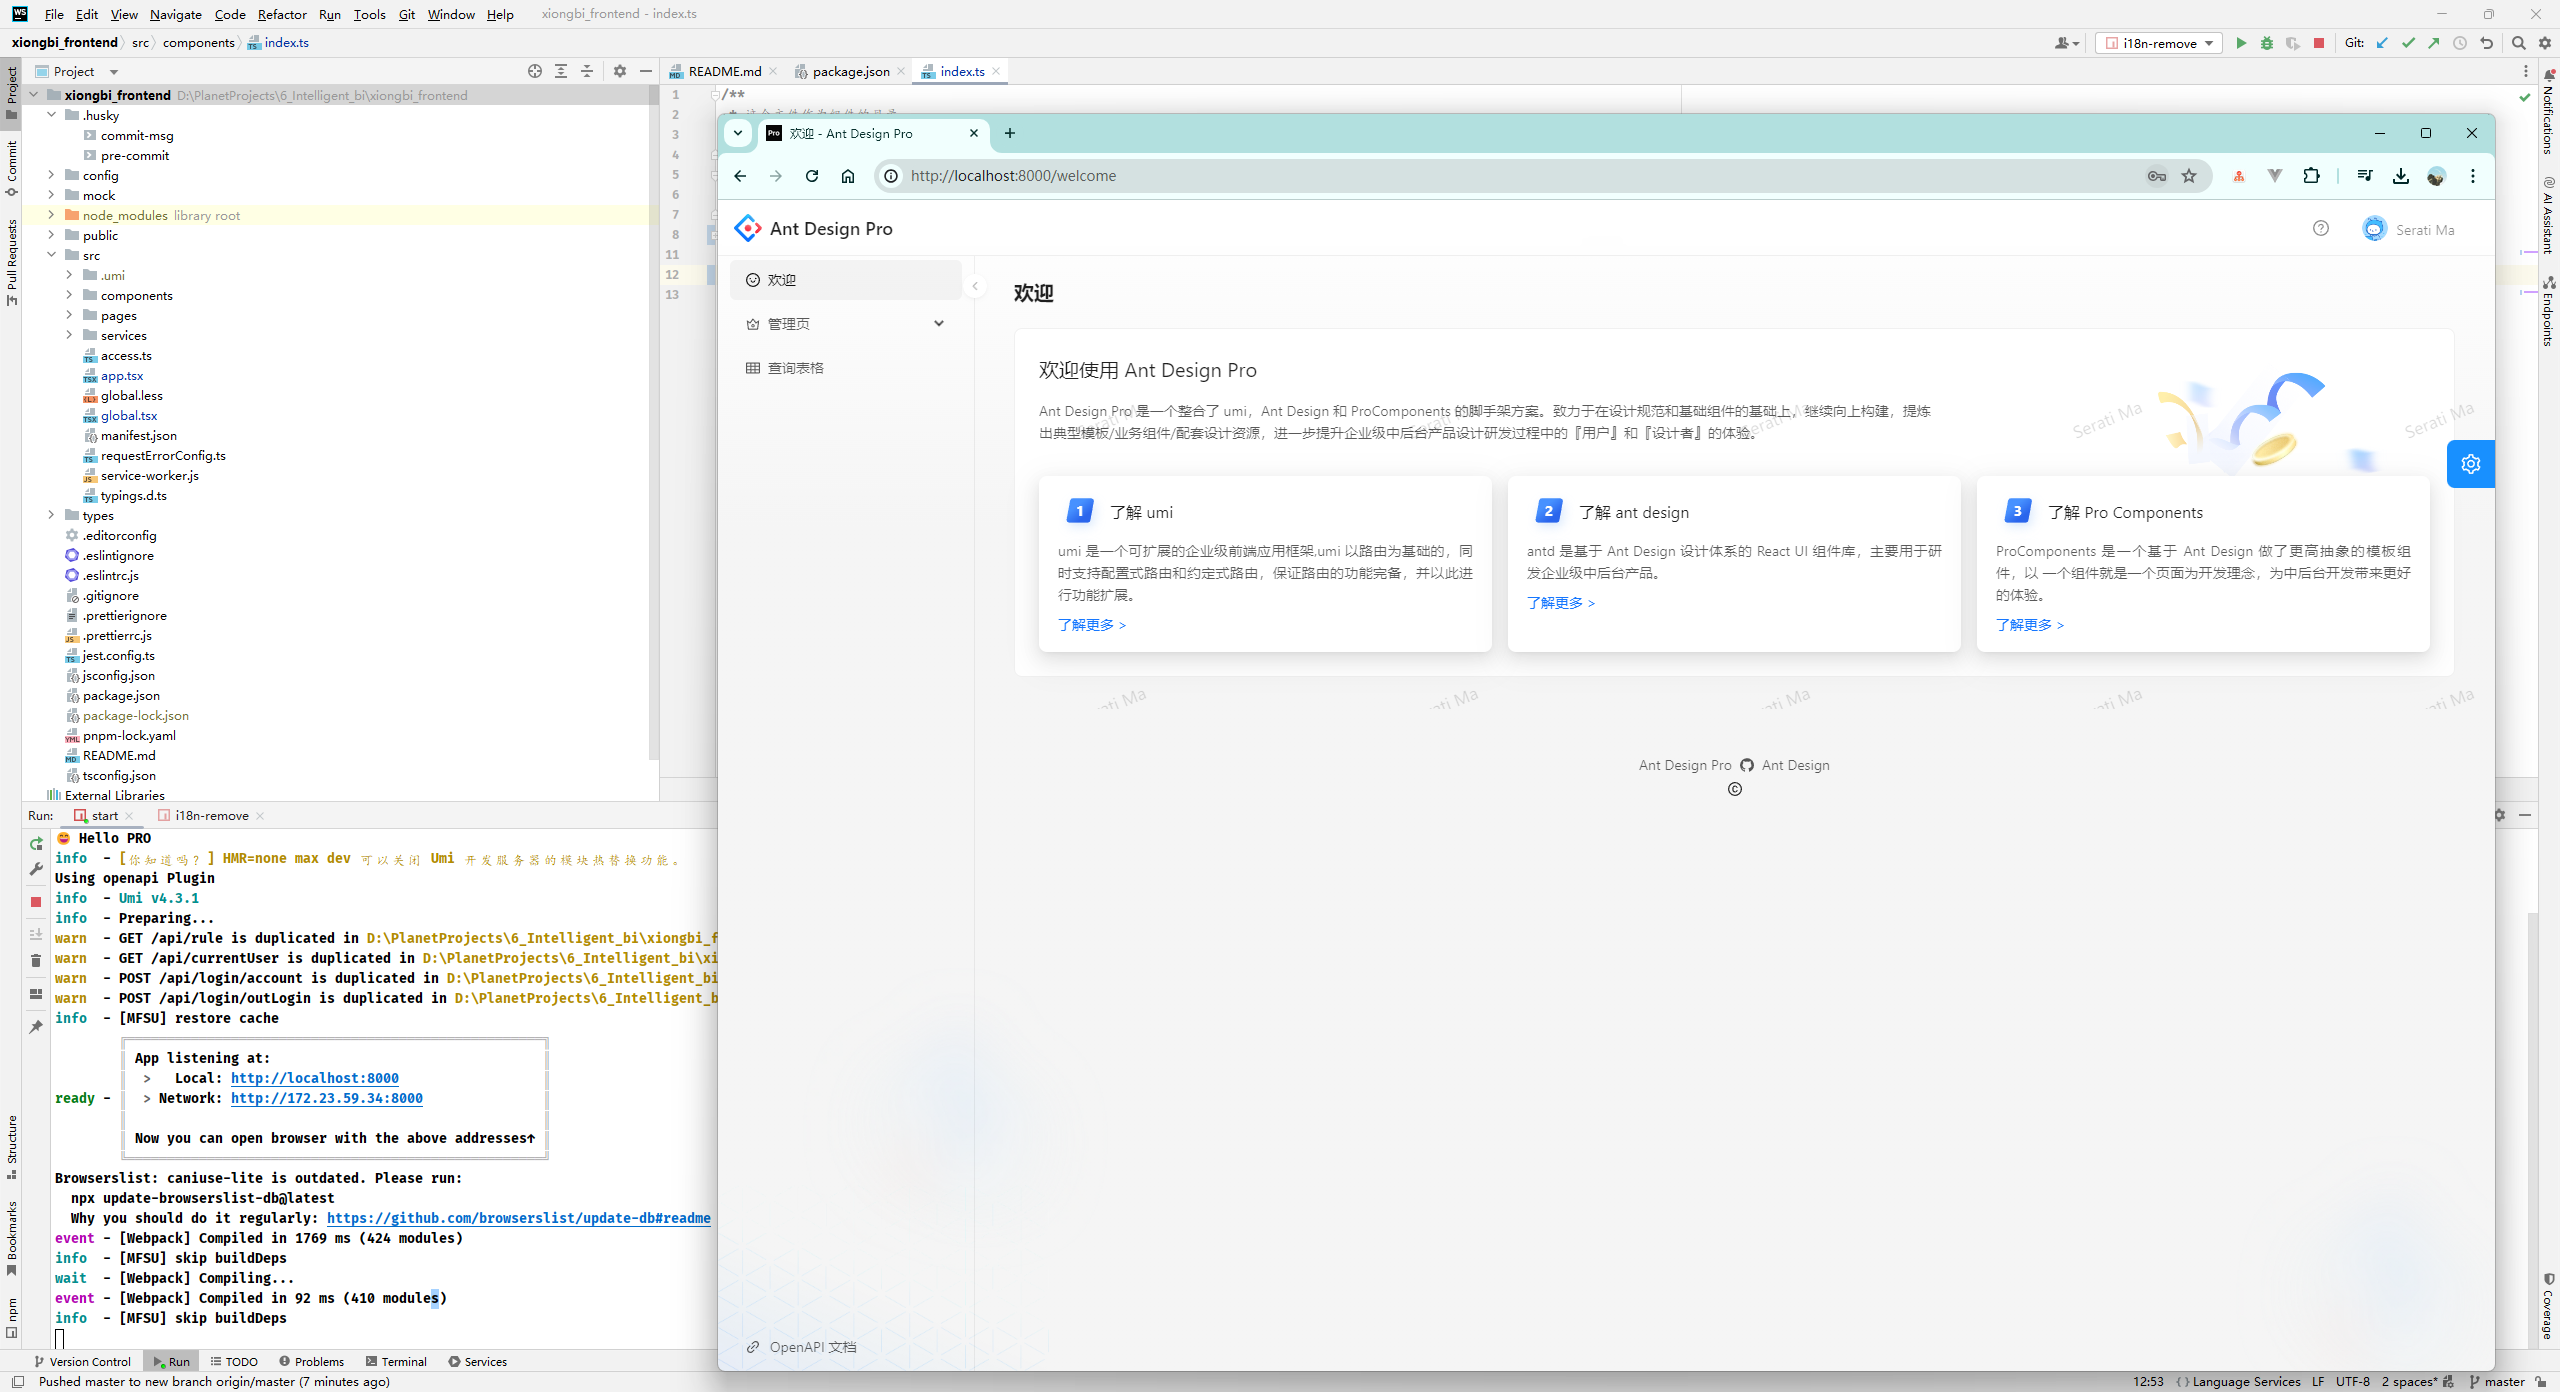 File Edit View Navigate Code Refactor Run Tools Git Window Help xiongbi_frontend - index.ts
xiongbi_frontend src components index.ts
i18n-remove Git:
Project
README.md package.json index.ts
Project
Commit
Pull Requests
Structure
Bookmarks
npm
xiongbi_frontend D:\PlanetProjects\6_Intelligent_bi\xiongbi_frontend
.husky
commit-msg
pre-commit
config
mock
node_modules library root
public
src
.umi
components
pages
services
access.ts
app.tsx
global.less
global.tsx
manifest.json
requestErrorConfig.ts
service-worker.js
typings.d.ts
types
.editorconfig
.eslintignore
.eslintrc.js
.gitignore
.prettierignore
.prettierrc.js
jest.config.ts
jsconfig.json
package.json
package-lock.json
pnpm-lock.yaml
README.md
tsconfig.json
External Libraries
1 /**
2
3
4
5
6
7
8
11
12
13
Pro 欢迎 - Ant Design Pro
http://localhost:8000/welcome
Ant Design Pro
Serati Ma
欢迎
管理页
查询表格
欢迎
欢迎使用 Ant Design Pro
Ant Design Pro 是一个整合了 umi，Ant Design 和 ProComponents 的脚手架方案。致力于在设计规范和基础组件的基础上，继续向上构建，提炼
出典型模板/业务组件/配套设计资源，进一步提升企业级中后台产品设计研发过程中的『用户』和『设计者』的体验。
Serati Ma
Serati Ma
1 了解 umi
umi 是一个可扩展的企业级前端应用框架,umi 以路由为基础的，同
时支持配置式路由和约定式路由，保证路由的功能完备，并以此进
行功能扩展。
了解更多 >
2 了解 ant design
antd 是基于 Ant Design 设计体系的 React UI 组件库，主要用于研
发企业级中后台产品。
了解更多 >
3 了解 Pro Components
ProComponents 是一个基于 Ant Design 做了更高抽象的模板组
件，以 一个组件就是一个页面为开发理念，为中后台开发带来更好
的体验。
了解更多 >
Ant Design Pro Ant Design
©
OpenAPI 文档
Notifications
AI Assistant
Endpoints
Coverage
Run: start i18n-remove
Hello PRO
info - [你知道吗？] HMR=none max dev 可以关闭 Umi 开发服务器的模块热替换功能。
Using openapi Plugin
info - Umi v4.3.1
info - Preparing...
warn - GET /api/rule is duplicated in D:\PlanetProjects\6_Intelligent_bi\xiongbi_f
warn - GET /api/currentUser is duplicated in D:\PlanetProjects\6_Intelligent_bi\xi
warn - POST /api/login/account is duplicated in D:\PlanetProjects\6_Intelligent_bi
warn - POST /api/login/outLogin is duplicated in D:\PlanetProjects\6_Intelligent_b
info - [MFSU] restore cache
App listening at:
> Local: http://localhost:8000
ready - > Network: http://172.23.59.34:8000
Now you can open browser with the above addresses↑
Browserslist: caniuse-lite is outdated. Please run:
npx update-browserslist-db@latest
Why you should do it regularly: https://github.com/browserslist/update-db#readme
event - [Webpack] Compiled in 1769 ms (424 modules)
info - [MFSU] skip buildDeps
wait - [Webpack] Compiling...
event - [Webpack] Compiled in 92 ms (410 modules)
info - [MFSU] skip buildDeps
Version Control Run TODO Problems Terminal Services
Pushed master to new branch origin/master (7 minutes ago)
12:53 Language Services LF UTF-8 2 spaces* master